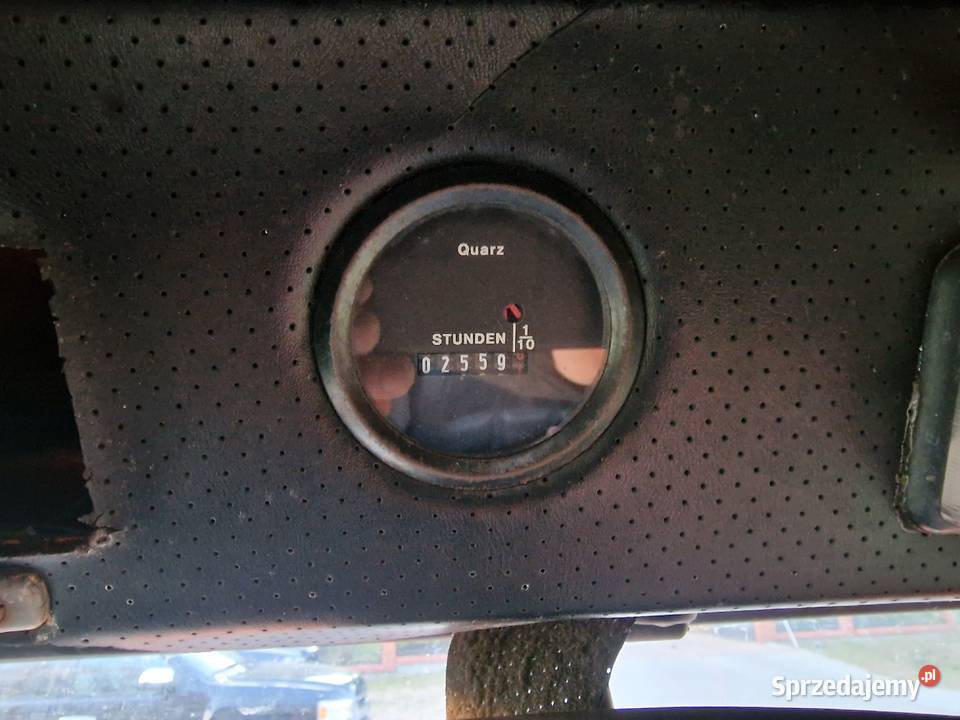 Quarz
STUNDEN 1/10
02559
Sprzedajemy.pl